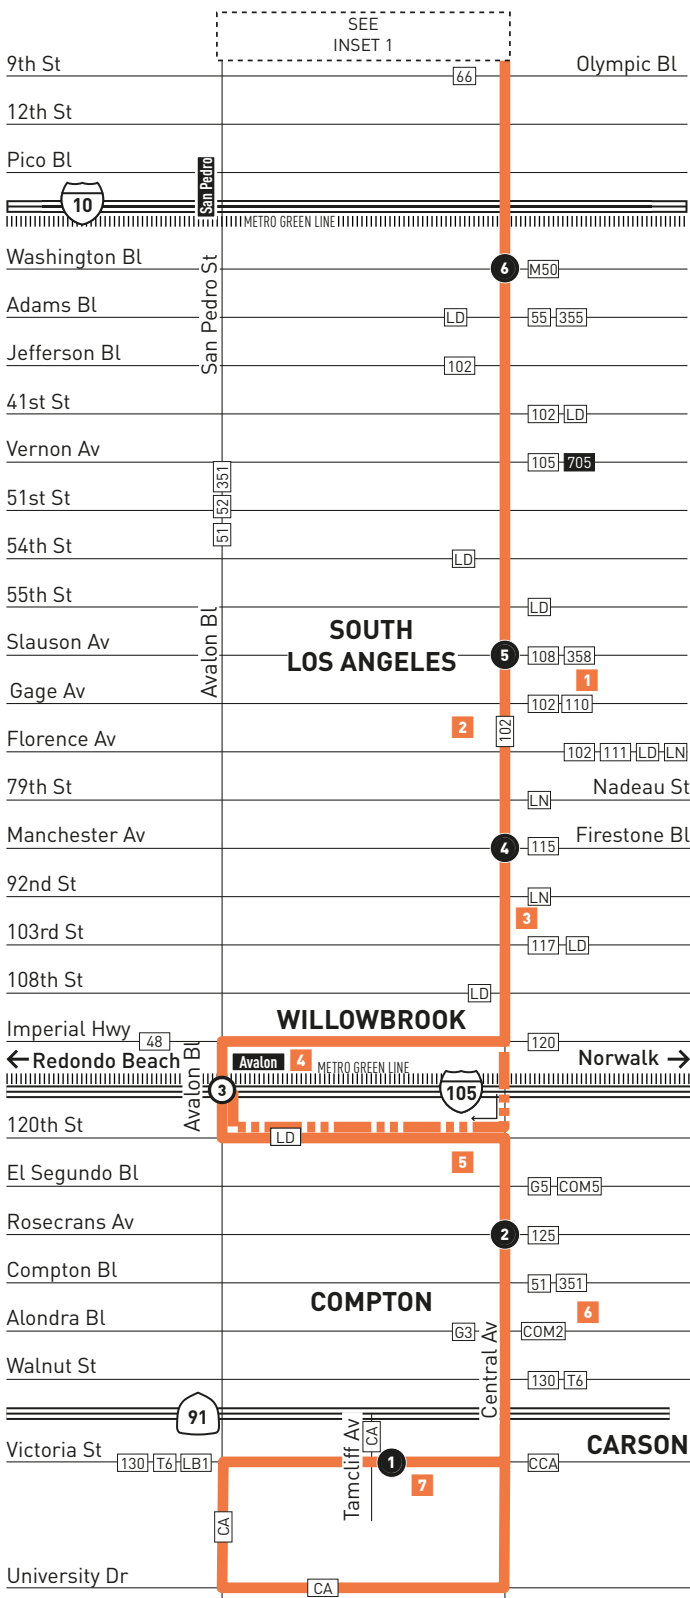 SEE
INSET 1
9th St
Olympic Bl
66
12th St
Pico Bl
San Pedro
10
METRO GREEN LINE
Washington Bl
6
M50
San Pedro St
Adams Bl
LD
55 355
Jefferson Bl
102
41st St
102 LD
Vernon Av
105 705
51 52 351
51st St
54th St
LD
55th St
LD
Avalon Bl
SOUTH
LOS ANGELES
Slauson Av
5
108 358
1
Gage Av
102 110
2
102
Florence Av
102 111 LD LN
79th St
Nadeau St
LN
Manchester Av
4
115
Firestone Bl
92nd St
LN
3
103rd St
117 LD
108th St
LD
WILLOWBROOK
Imperial Hwy
48
120
← Redondo Beach
Avalon Bl
Avalon
4
METRO GREEN LINE
Norwalk →
3
105
120th St
LD
5
El Segundo Bl
G5 COM5
Rosecrans Av
2
125
Compton Bl
51 351
COMPTON
6
Alondra Bl
G3
COM2
Central Av
Walnut St
130 T6
91
Tamcliff Av
CA
CARSON
Victoria St
130 T6 LB1
1
CCA
7
CA
University Dr
CA